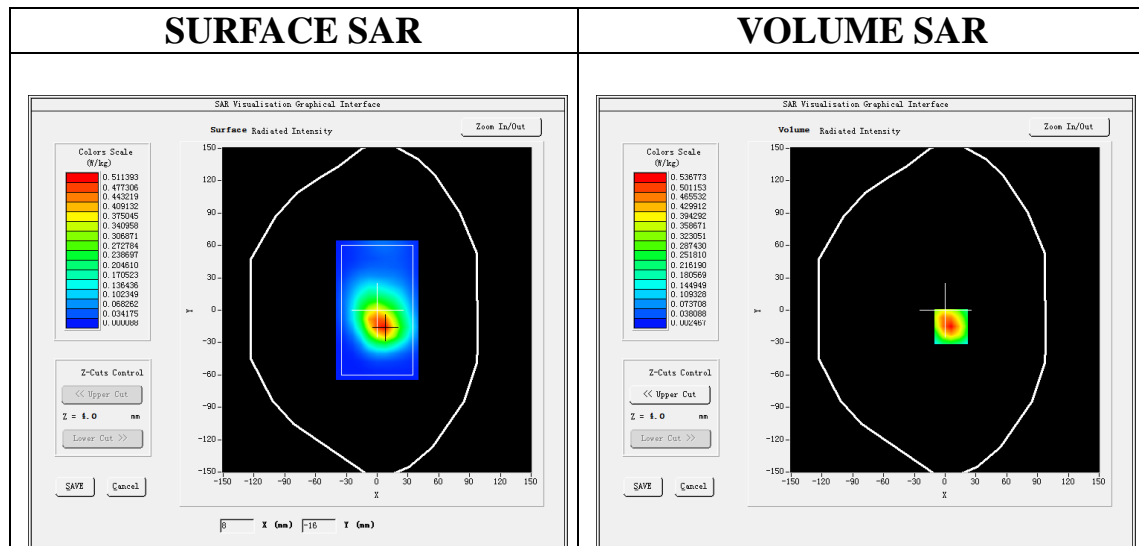 SURFACE SAR
VOLUME SAR
SAR Visualisation Graphical Interface
Surface Radiated Intensity
Zoom In/Out
Colors Scale
(W/kg)
0.511393
0.477306
0.443219
0.409132
0.375045
0.340958
0.306871
0.272784
0.238697
0.204610
0.170523
0.136436
0.102349
0.068262
0.034175
0.000088
150
120
90
60
30
0
-30
-60
-90
-120
-150
Y
-150 -120 -90 -60 -30 0 30 60 90 120 150
X
Z-Cuts Control
<< Upper Cut
Z = 4.0 mm
Lower Cut >>
SAVE Cancel
8 X (mm) -16 Y (mm)
SAR Visualisation Graphical Interface
Volume Radiated Intensity
Zoom In/Out
Colors Scale
(W/kg)
0.536773
0.501153
0.465532
0.429912
0.394292
0.358671
0.323051
0.287430
0.251810
0.216190
0.180569
0.144949
0.109328
0.073708
0.038088
0.002467
150
120
90
60
30
0
-30
-60
-90
-120
-150
Y
-150 -120 -90 -60 -30 0 30 60 90 120 150
X
Z-Cuts Control
<< Upper Cut
Z = 4.0 mm
Lower Cut >>
SAVE Cancel